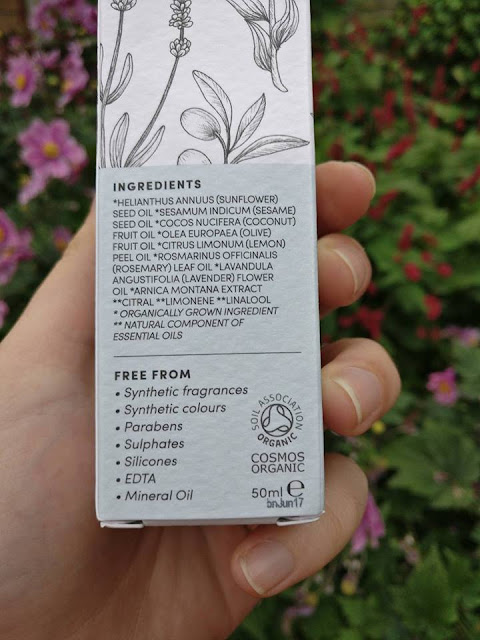 INGREDIENTS
*HELIANTHUS ANNUUS (SUNFLOWER)
SEED OIL *SESAMUM INDICUM (SESAME)
SEED OIL *COCOS NUCIFERA (COCONUT)
FRUIT OIL *OLEA EUROPAEA (OLIVE)
FRUIT OIL *CITRUS LIMONUM (LEMON)
PEEL OIL *ROSMARINUS OFFICINALIS
(ROSEMARY) LEAF OIL *LAVANDULA
ANGUSTIFOLIA (LAVENDER) FLOWER
OIL *ARNICA MONTANA EXTRACT
**CITRAL **LIMONENE **LINALOOL
* ORGANICALLY GROWN INGREDIENT
** NATURAL COMPONENT OF
ESSENTIAL OILS
FREE FROM
• Synthetic fragrances
• Synthetic colours
• Parabens
• Sulphates
• Silicones
• EDTA
• Mineral Oil
SOIL ASSOCIATION
ORGANIC
COSMOS
ORGANIC
50ml e
bnJun17